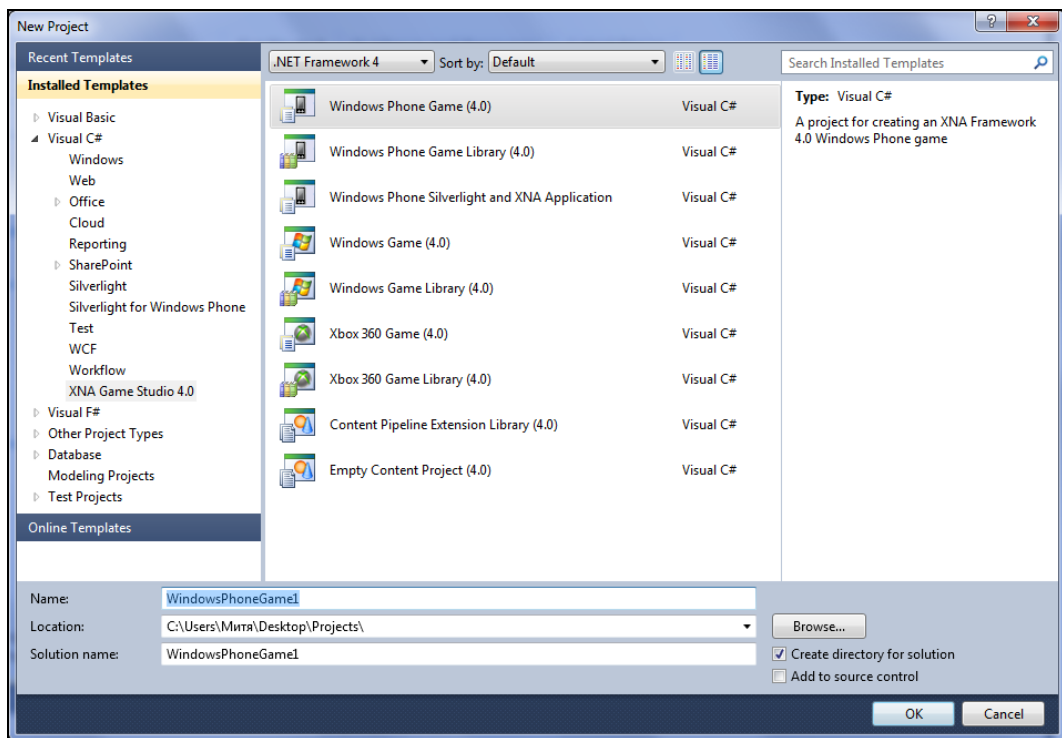 New Project
Recent Templates
Installed Templates
Visual Basic
Visual C#
Windows
Web
Office
Cloud
Reporting
SharePoint
Silverlight
Silverlight for Windows Phone
Test
WCF
Workflow
XNA Game Studio 4.0
Visual F#
Other Project Types
Database
Modeling Projects
Test Projects
Online Templates
.NET Framework 4 Sort by: Default
Windows Phone Game (4.0) Visual C#
Windows Phone Game Library (4.0) Visual C#
Windows Phone Silverlight and XNA Application Visual C#
Windows Game (4.0) Visual C#
Windows Game Library (4.0) Visual C#
Xbox 360 Game (4.0) Visual C#
Xbox 360 Game Library (4.0) Visual C#
Content Pipeline Extension Library (4.0) Visual C#
Empty Content Project (4.0) Visual C#
Search Installed Templates
Type: Visual C#
A project for creating an XNA Framework
4.0 Windows Phone game
Name: WindowsPhoneGame1
Location: C:\Users\Митя\Desktop\Projects\ Browse...
Solution name: WindowsPhoneGame1
Create directory for solution
Add to source control
OK Cancel